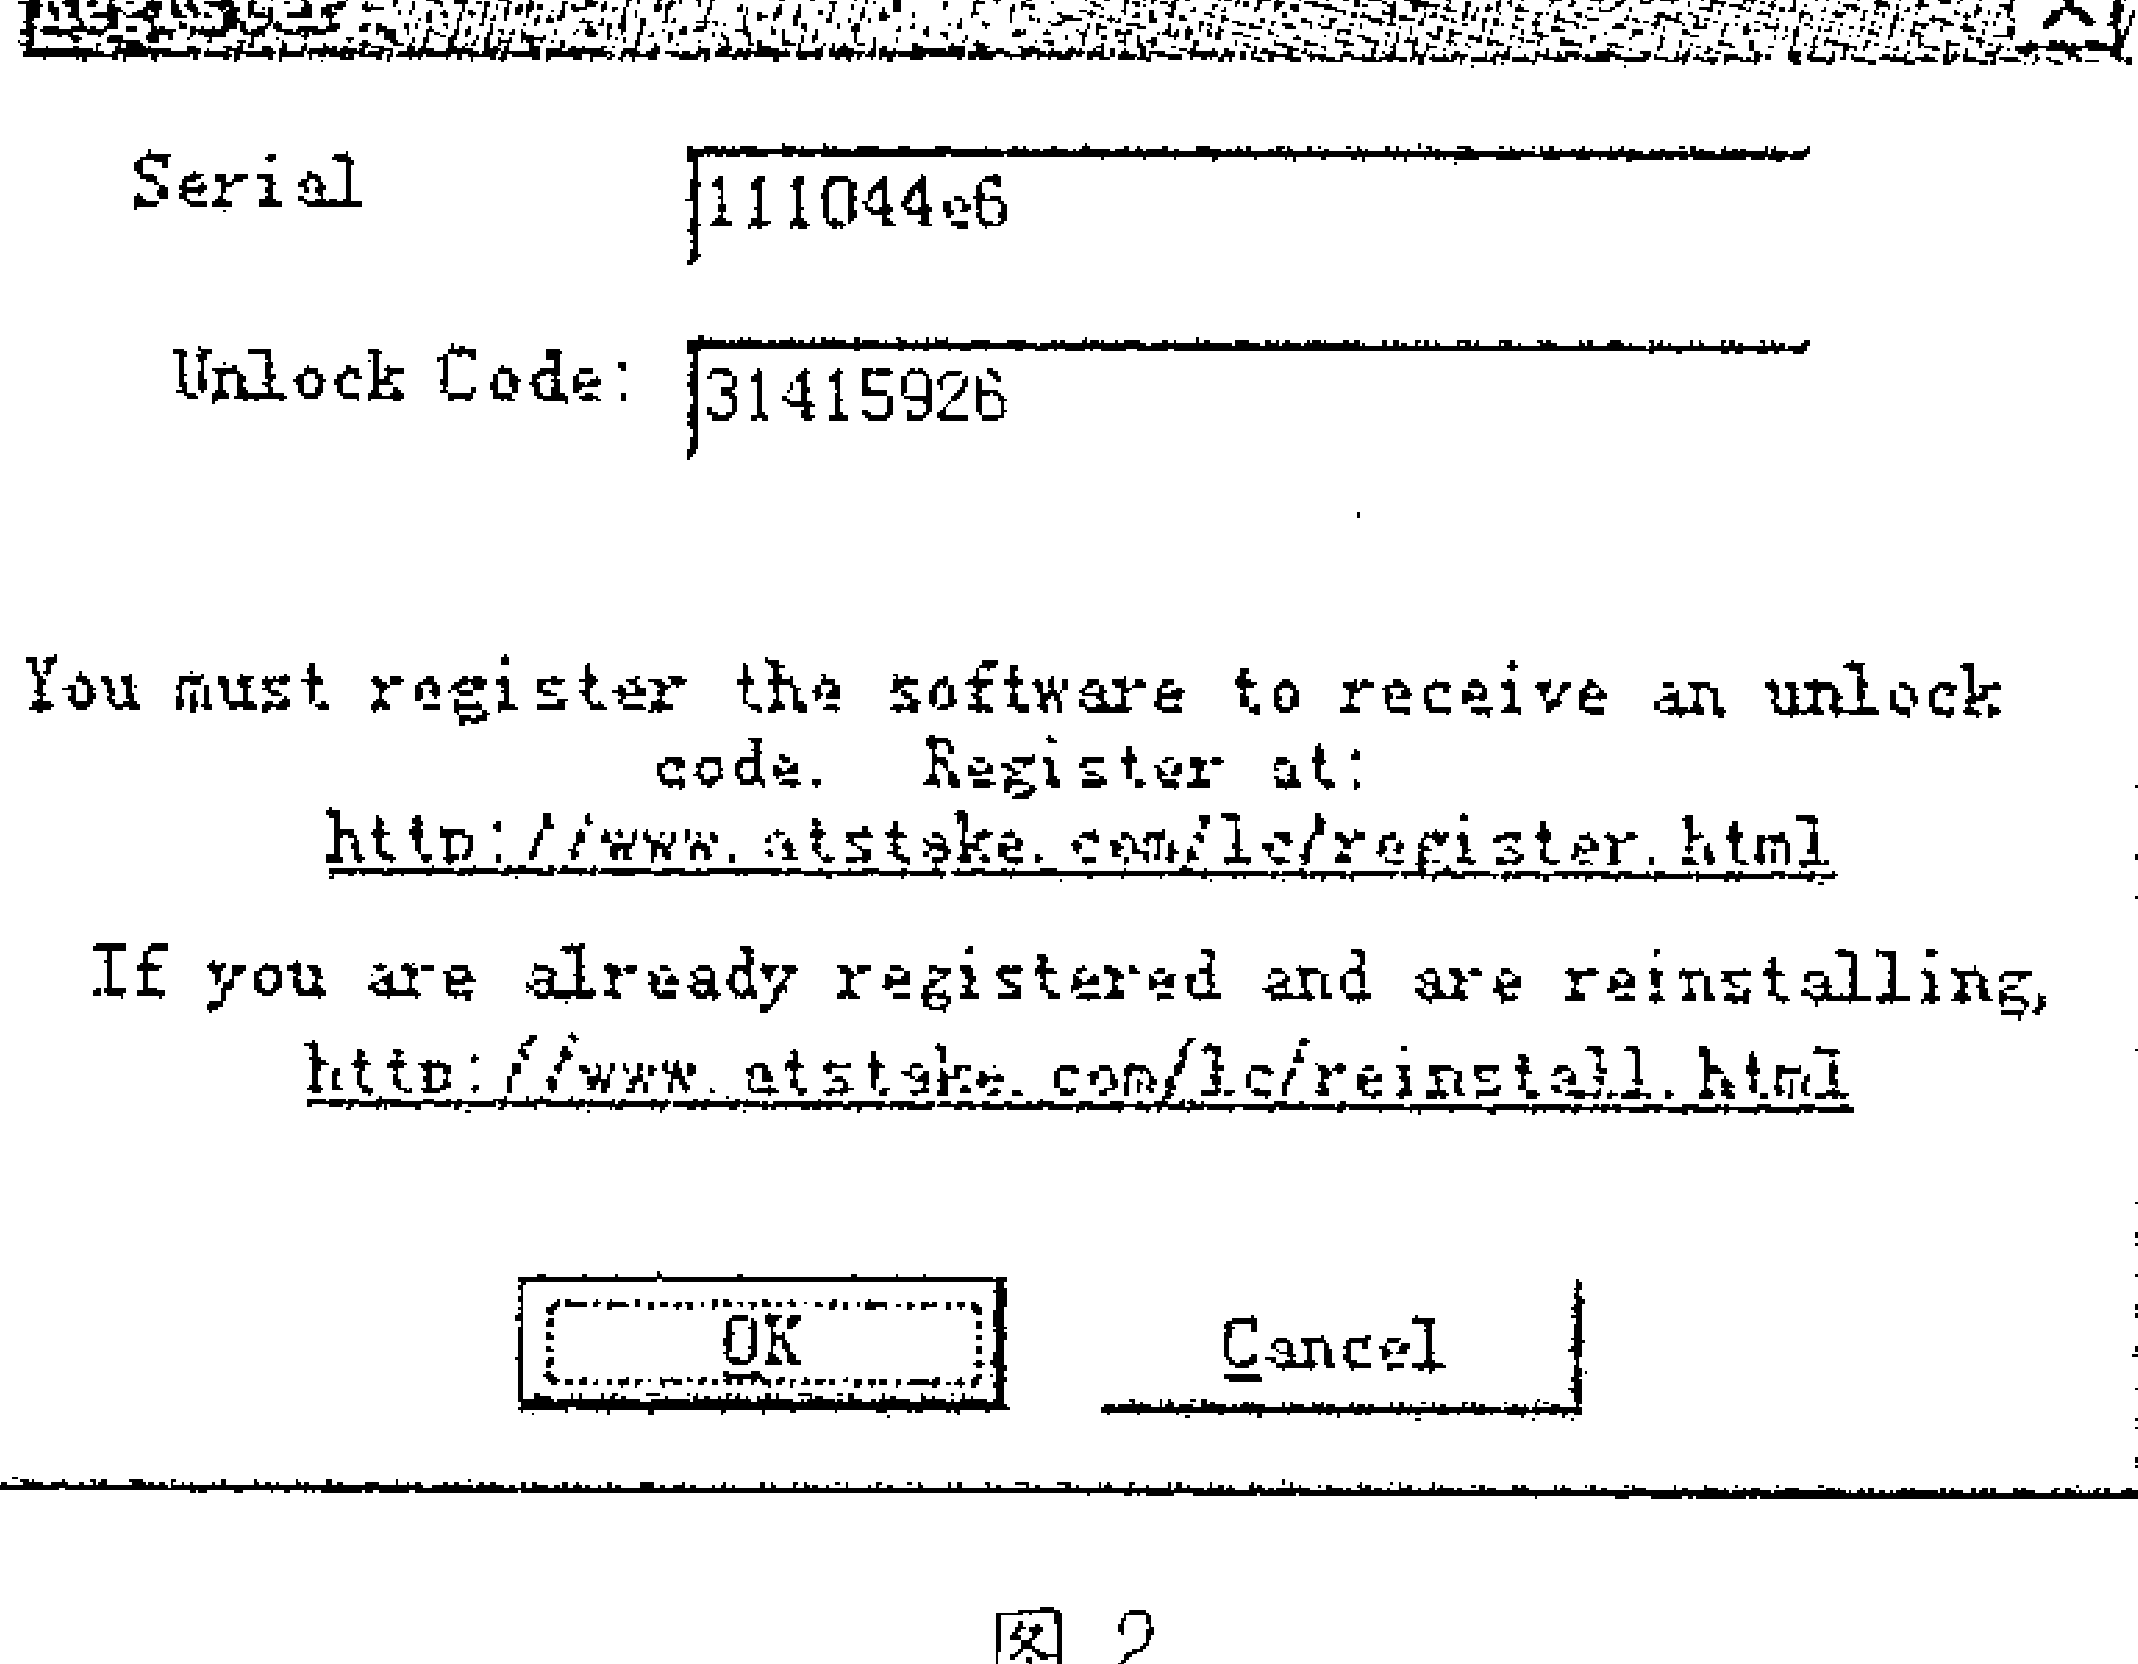 Register
Serial 111044e6
Unlock Code: 31415926
You must register the software to receive an unlock
code. Register at:
http://www.atstake.com/lc/register.html
If you are already registered and are reinstalling,
http://www.atstake.com/lc/reinstall.html
OK Cancel
图 2